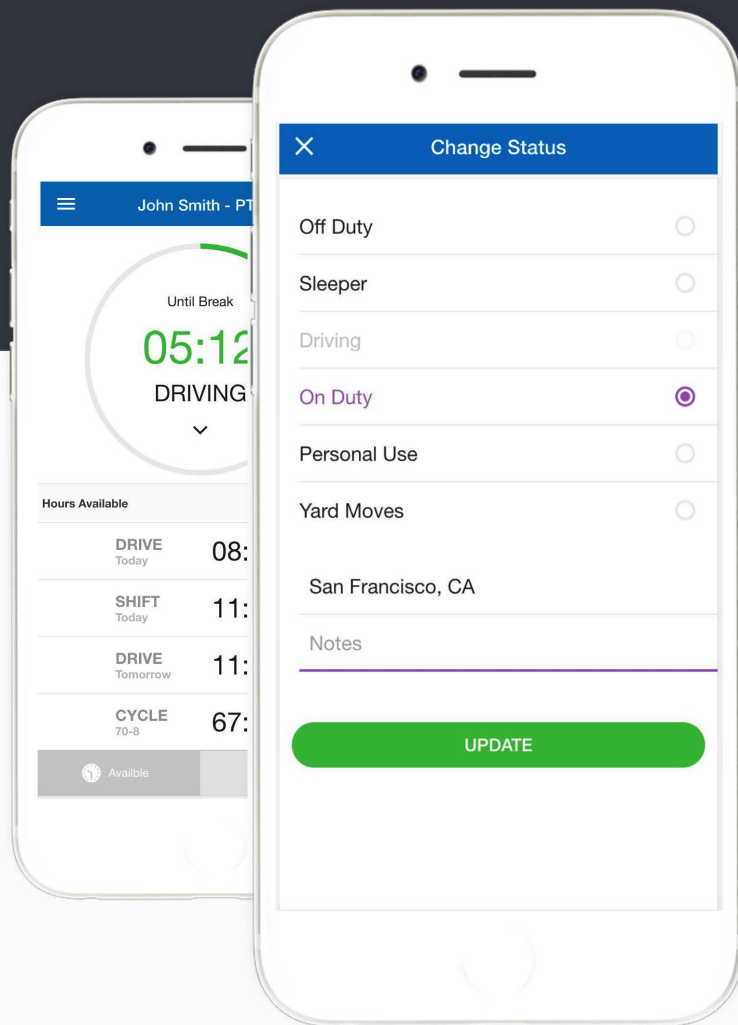 John Smith - PT
Until Break
05:12
DRIVING
Hours Available
DRIVE 08:
Today
SHIFT 11:
Today
DRIVE 11:
Tomorrow
CYCLE 67:
70-8
Availble
Change Status
Off Duty
Sleeper
Driving
On Duty
Personal Use
Yard Moves
San Francisco, CA
Notes
UPDATE